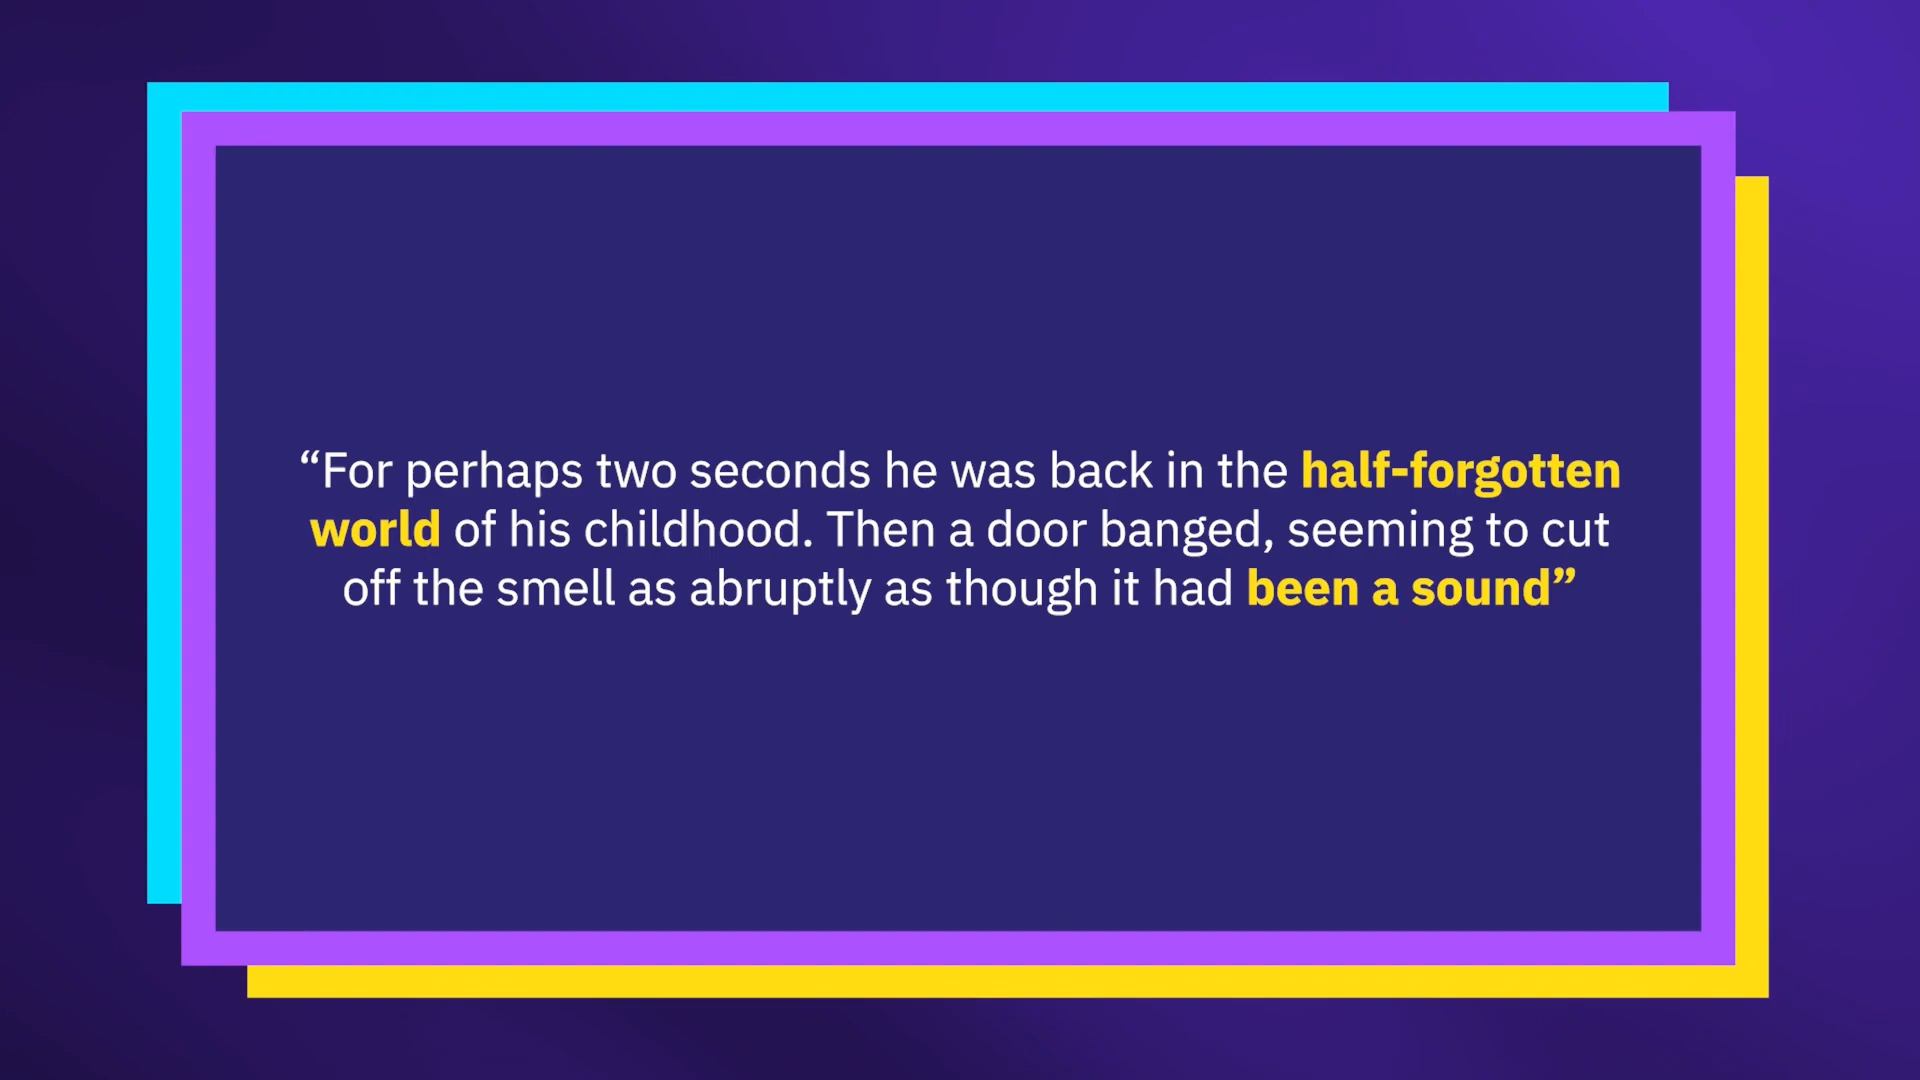 “For perhaps two seconds he was back in the half-forgotten
world of his childhood. Then a door banged, seeming to cut
off the smell as abruptly as though it had been a sound”